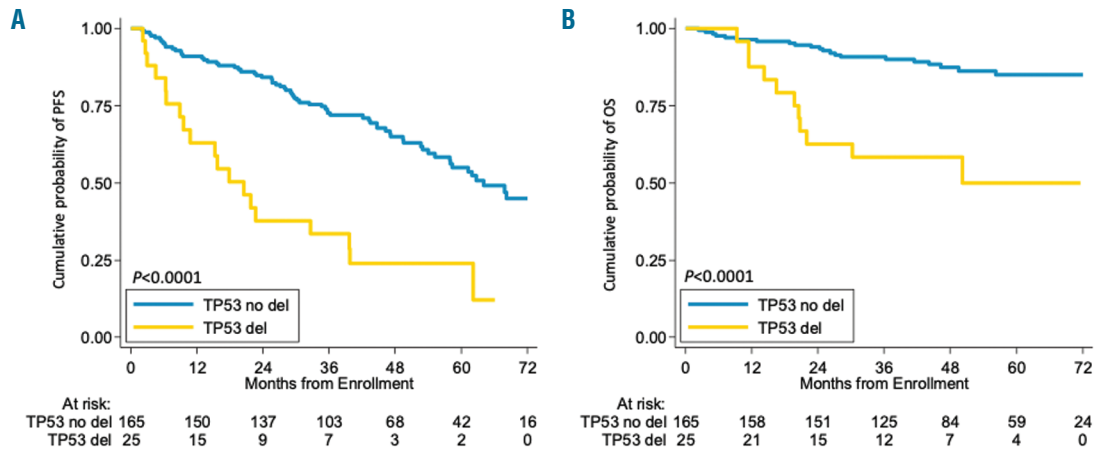 A
Cumulative probability of PFS
1.00
0.75
0.50
0.25
0.00
P<0.0001
TP53 no del
TP53 del
0 12 24 36 48 60 72
Months from Enrollment
At risk:
TP53 no del 165 150 137 103 68 42 16
TP53 del 25 15 9 7 3 2 0
B
Cumulative probability of OS
1.00
0.75
0.50
0.25
0.00
P<0.0001
TP53 no del
TP53 del
0 12 24 36 48 60 72
Months from Enrollment
At risk:
TP53 no del 165 158 151 125 84 59 24
TP53 del 25 21 15 12 7 4 0